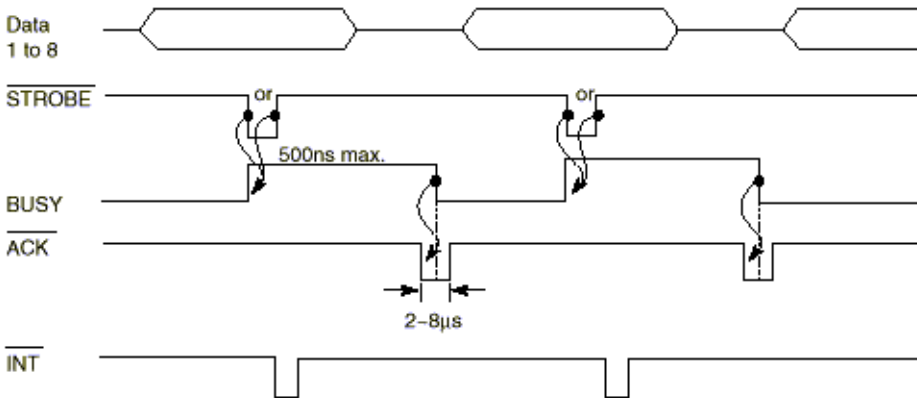 Data
1 to 8
STROBE
or
or
500ns max.
BUSY
ACK
2-8µs
INT